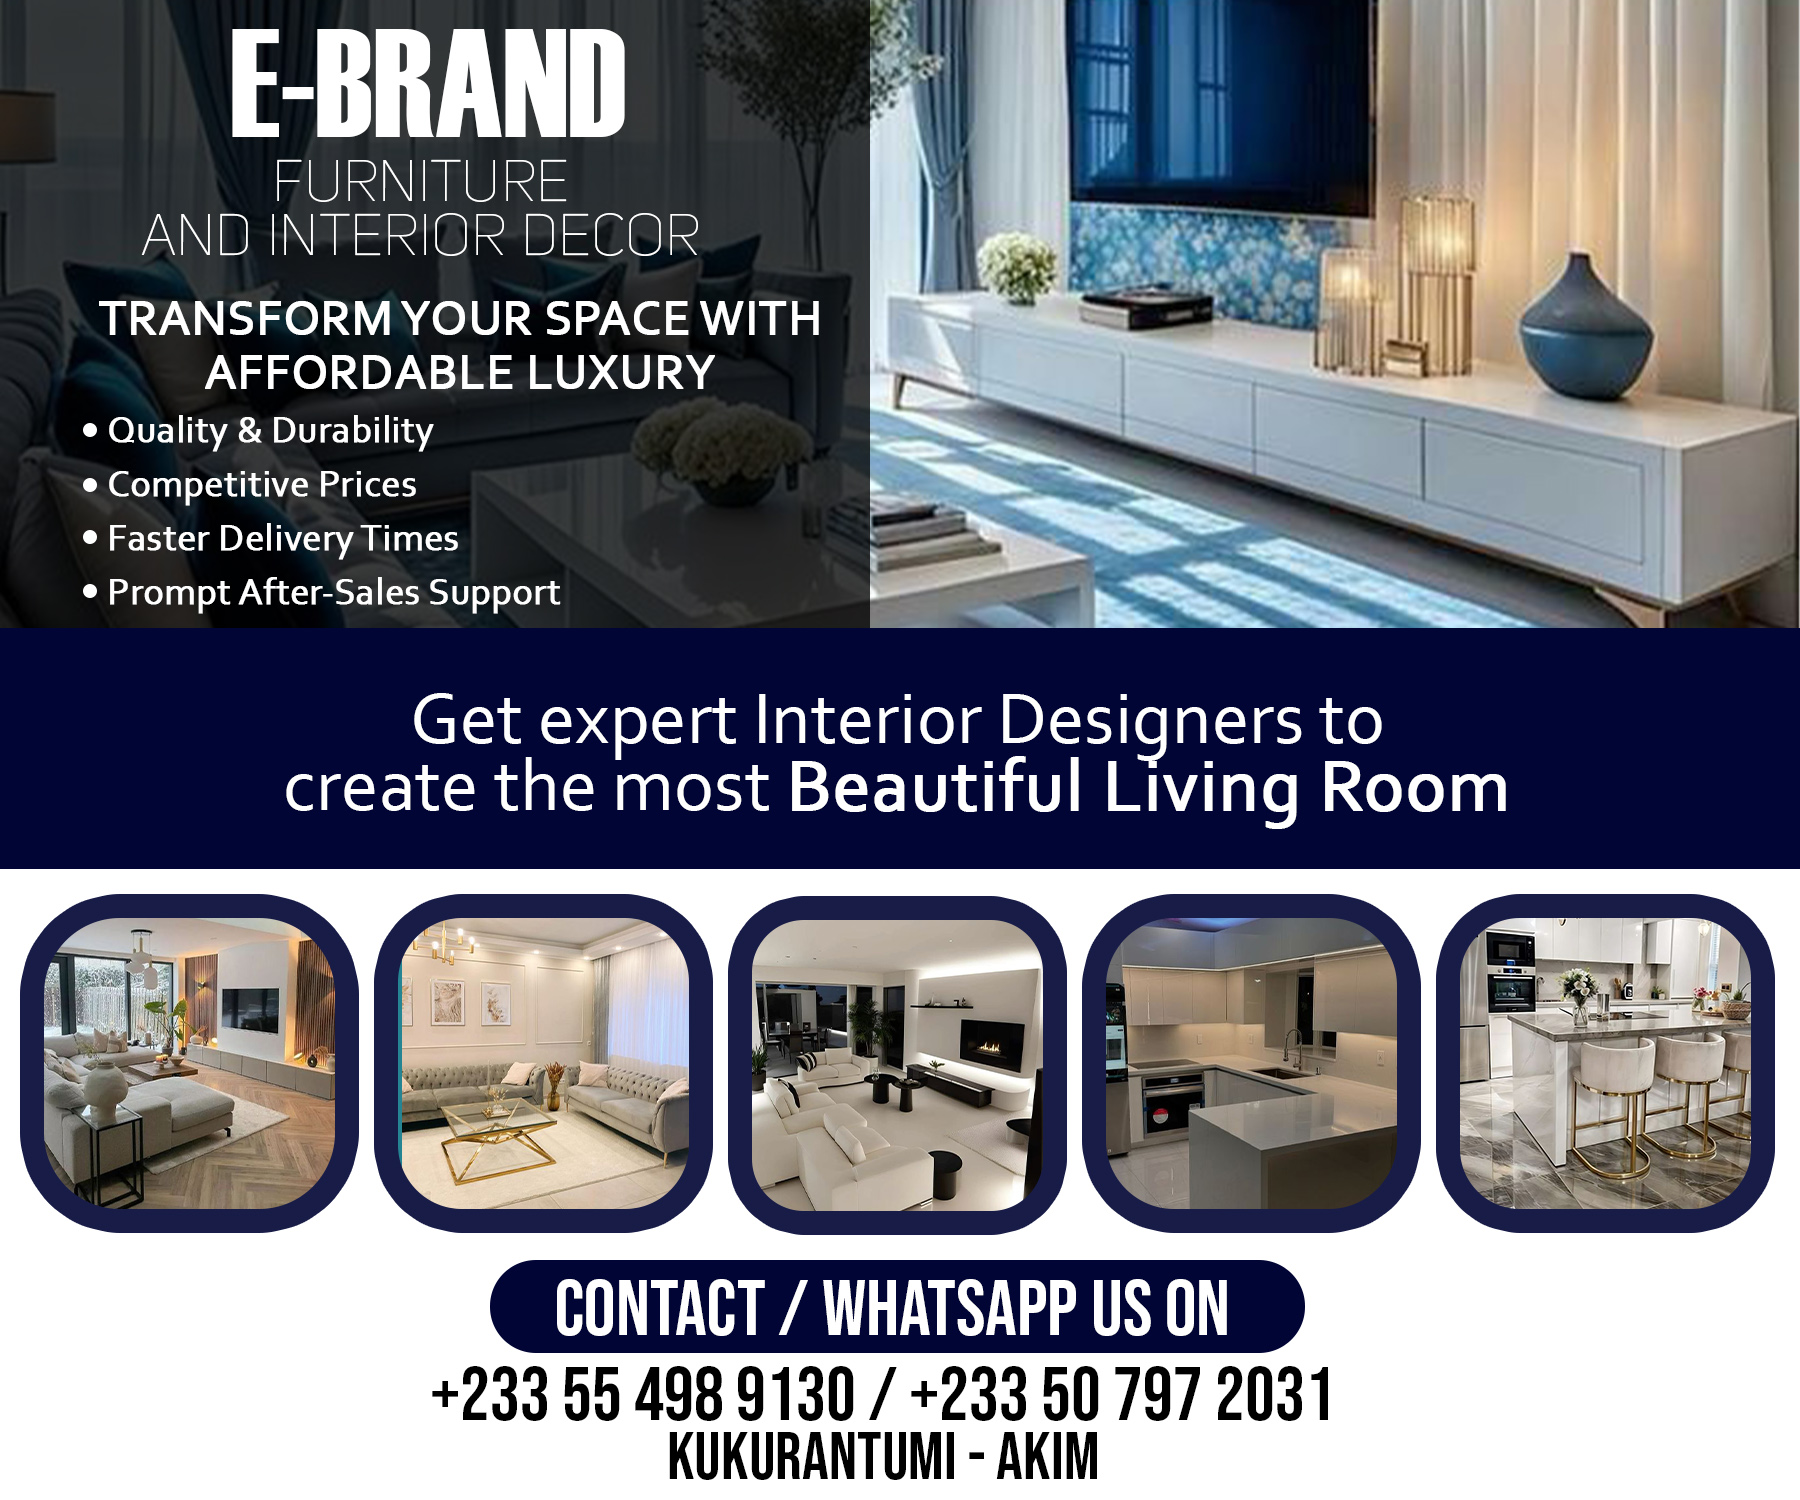 E-BRAND
FURNITURE
AND INTERIOR DECOR
TRANSFORM YOUR SPACE WITH
AFFORDABLE LUXURY
• Quality & Durability
• Competitive Prices
• Faster Delivery Times
• Prompt After-Sales Support
Get expert Interior Designers to
create the most Beautiful Living Room
CONTACT / WHATSAPP US ON
+233 55 498 9130 / +233 50 797 2031
KUKURANTUMI - AKIM